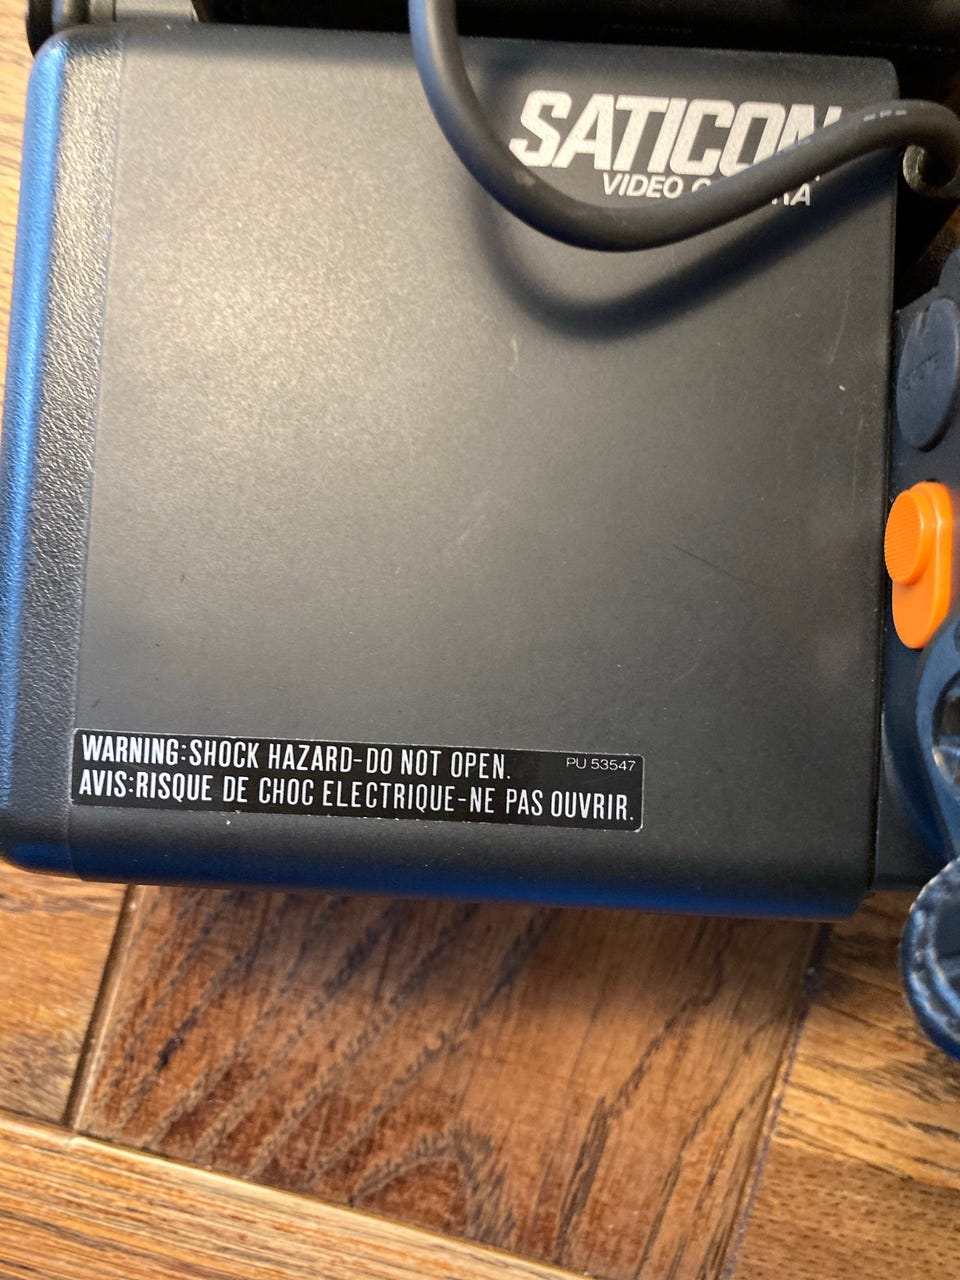 SATICON
VIDEO
WARNING:SHOCK HAZARD-DO NOT OPEN.
PU 53547
AVIS:RISQUE DE CHOC ELECTRIQUE-NE PAS OUVRIR.